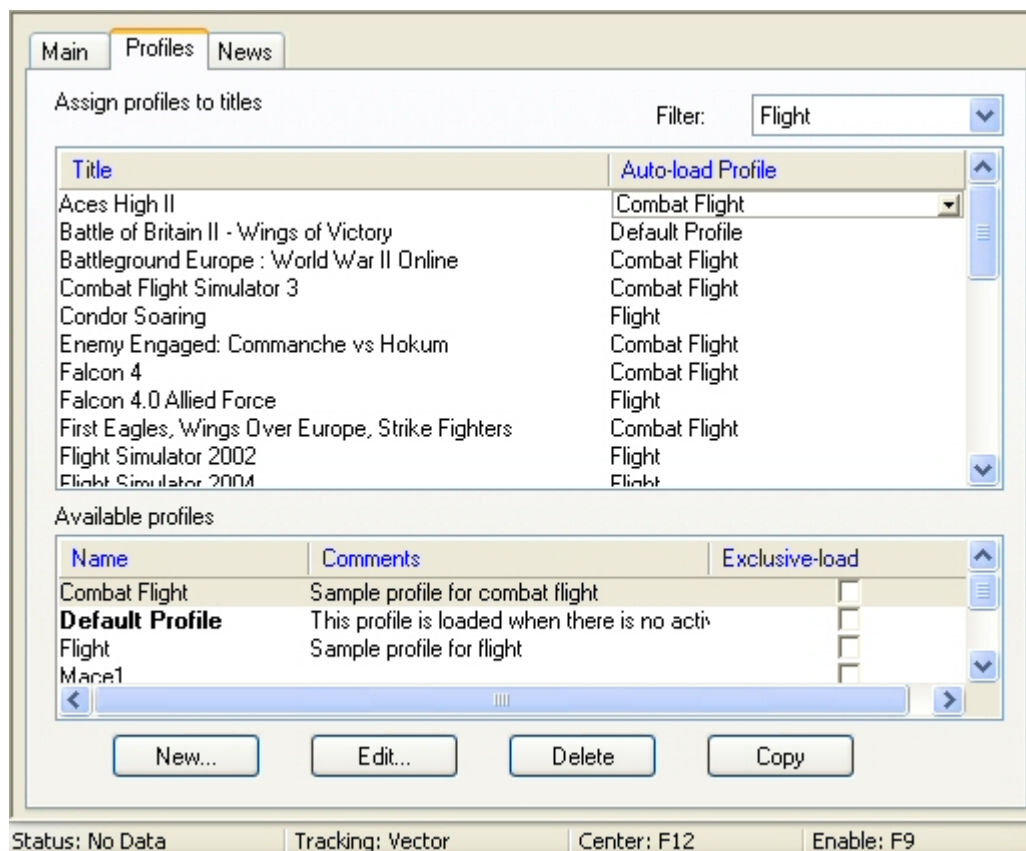 Main Profiles News
Assign profiles to titles
Filter: Flight
Title Auto-load Profile
Aces High II Combat Flight
Battle of Britain II - Wings of Victory Default Profile
Battleground Europe : World War II Online Combat Flight
Combat Flight Simulator 3 Combat Flight
Condor Soaring Flight
Enemy Engaged: Commanche vs Hokum Combat Flight
Falcon 4 Combat Flight
Falcon 4.0 Allied Force Flight
First Eagles, Wings Over Europe, Strike Fighters Combat Flight
Flight Simulator 2002 Flight
Flight Simulator 2004 Flight
Available profiles
Name Comments Exclusive-load
Combat Flight Sample profile for combat flight
Default Profile This profile is loaded when there is no activ
Flight Sample profile for flight
Mace1
New... Edit... Delete Copy
Status: No Data Tracking: Vector Center: F12 Enable: F9